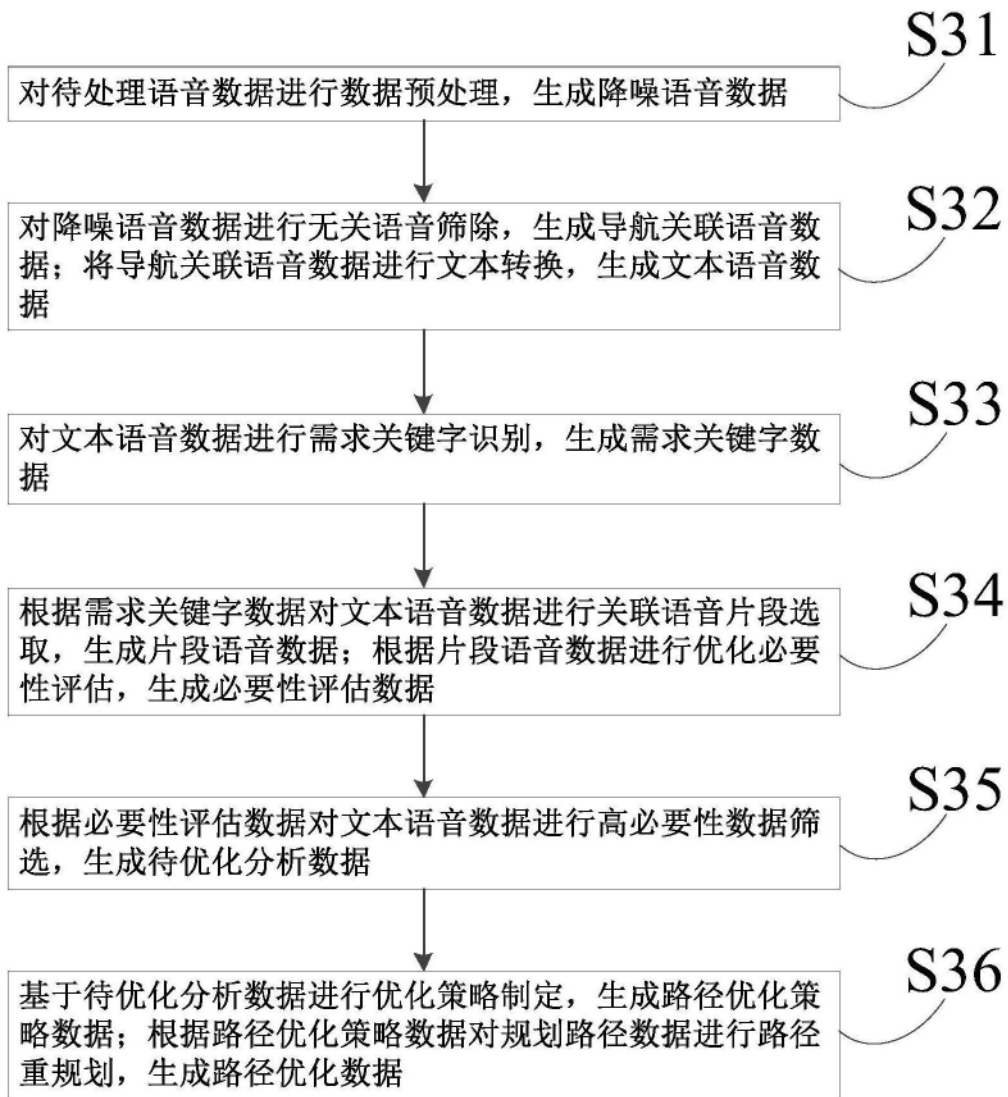 S31
对待处理语音数据进行数据预处理，生成降噪语音数据
S32
对降噪语音数据进行无关语音筛除，生成导航关联语音数
据；将导航关联语音数据进行文本转换，生成文本语音数
据
S33
对文本语音数据进行需求关键字识别，生成需求关键字数
据
S34
根据需求关键字数据对文本语音数据进行关联语音片段选
取，生成片段语音数据；根据片段语音数据进行优化必要
性评估，生成必要性评估数据
S35
根据必要性评估数据对文本语音数据进行高必要性数据筛
选，生成待优化分析数据
S36
基于待优化分析数据进行优化策略制定，生成路径优化策
略数据；根据路径优化策略数据对规划路径数据进行路径
重规划，生成路径优化数据